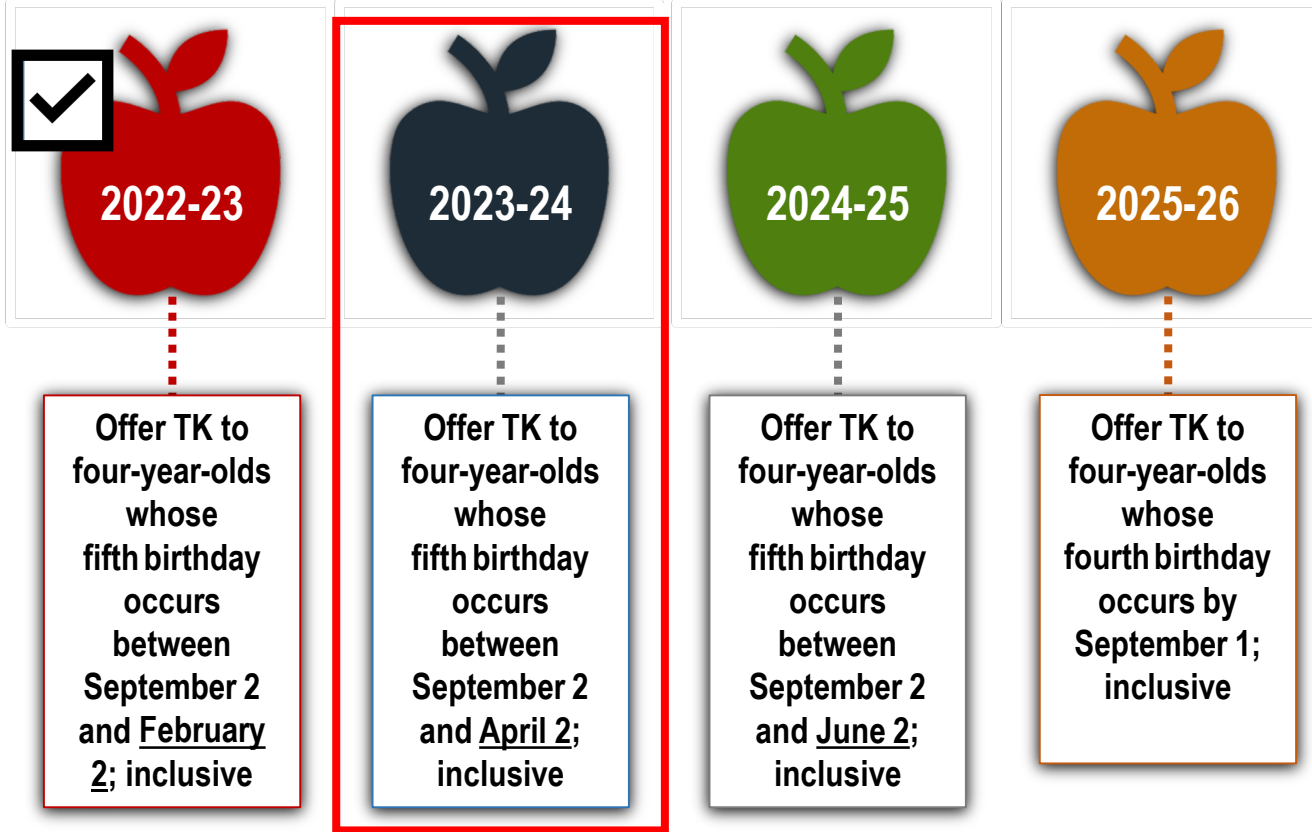 2022-23
Offer TK to
four-year-olds
whose
fifth birthday
occurs
between
September 2
and February
2; inclusive
2023-24
Offer TK to
four-year-olds
whose
fifth birthday
occurs
between
September 2
and April 2;
inclusive
2024-25
Offer TK to
four-year-olds
whose
fifth birthday
occurs
between
September 2
and June 2;
inclusive
2025-26
Offer TK to
four-year-olds
whose
fourth birthday
occurs by
September 1;
inclusive